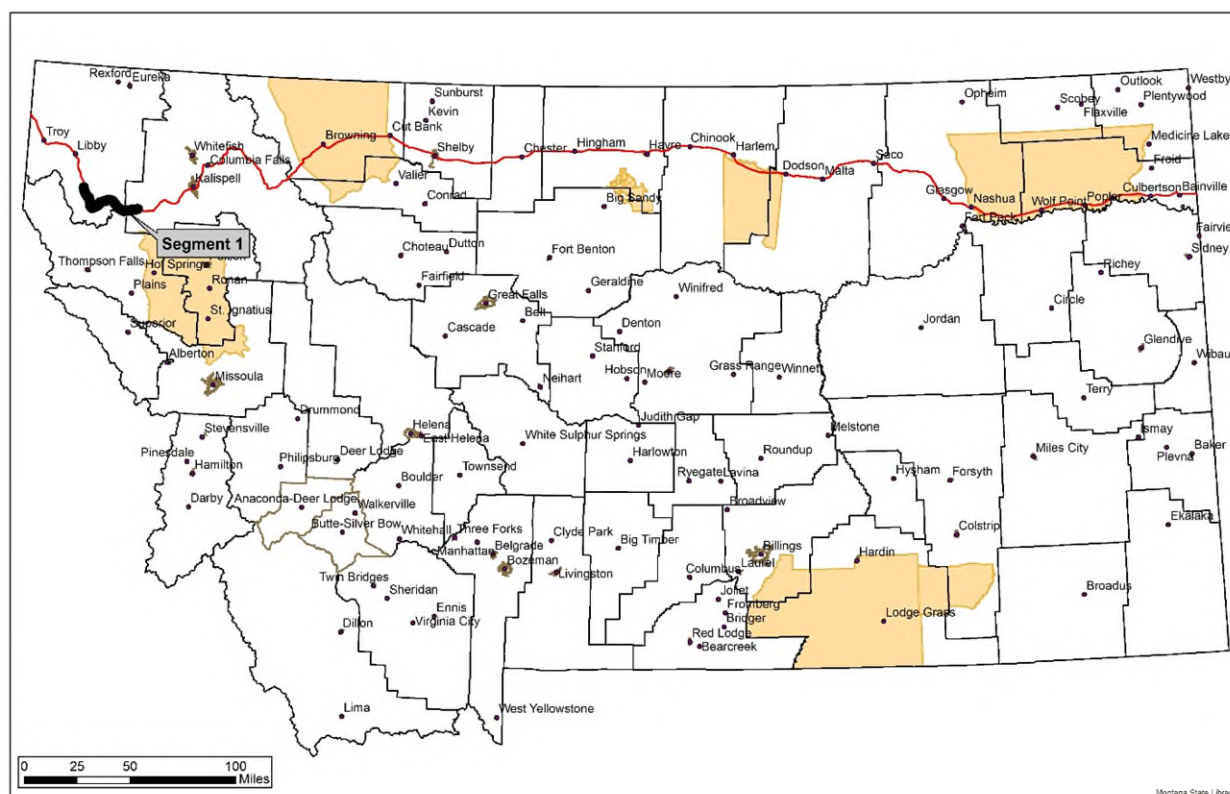 Rexford
Eureka
Troy
Libby
Whitefish
Columbia Falls
Kalispell
Segment 1
Browning
Cut Bank
Sunburst
Kevin
Shelby
Valier
Conrad
Chester
Hingham
Havre
Chinook
Harlem
Dodson
Malta
Saco
Glasgow
Nashua
Fort Peck
Wolf Point
Poplar
Culbertson
Bainville
Opheim
Scobey
Flaxville
Outlook
Plentywood
Westby
Medicine Lake
Froid
Fairvie
Sidney
Big Sandy
Thompson Falls
Hot Springs
Plains
Ronan
St. Ignatius
Superior
Alberton
Missoula
Choteau
Dutton
Fairfield
Fort Benton
Geraldine
Winifred
Great Falls
Belt
Cascade
Denton
Stanford
Hobson
Moore
Grass Range
Winnet
Neihart
Judith Gap
Jordan
Circle
Richey
Glendive
Wibau
Terry
Drummond
Stevensville
Pinesdale
Hamilton
Darby
Philipsburg
Deer Lodge
Helena
East Helena
Boulder
Townsend
White Sulphur Springs
Harlowton
Ryegate
Lavina
Roundup
Melstone
Broadview
Hysham
Forsyth
Miles City
Ismay
Plevna
Baker
Ekalaka
Colstrip
Anaconda-Deer Lodge
Walkerville
Butte-Silver Bow
Whitehall
Three Forks
Manhattan
Belgrade
Bozeman
Clyde Park
Livingston
Big Timber
Columbus
Laurel
Billings
Hardin
Lodge Grass
Broadus
Twin Bridges
Sheridan
Ennis
Virginia City
Dillon
Joliet
Fromberg
Bridger
Red Lodge
Bearcreek
Lima
West Yellowstone
0 25 50 100
Miles
Montana State Librar